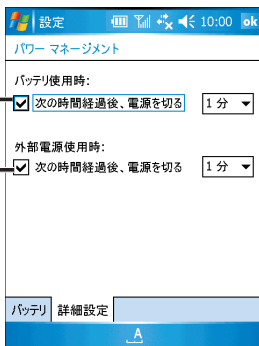 設定 10:00 ok
パワー マネージメント
バッテリ使用時:
次の時間経過後、電源を切る 1 分
外部電源使用時:
次の時間経過後、電源を切る 1 分
バッテリ 詳細設定
A